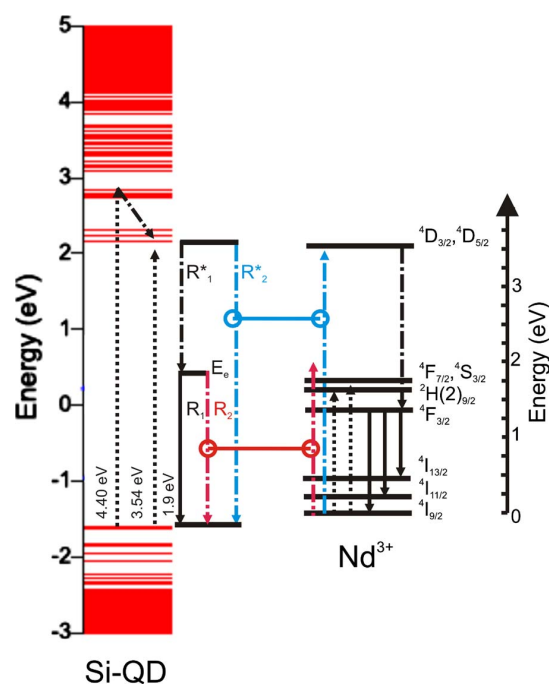 5
4
3
2
1
0
-1
-2
-3
Energy (eV)
4.40 eV
3.54 eV
1.9 eV
Si-QD
R*₁
R*₂
Eₑ
R₁
R₂
⁴D₃/₂,⁴D₅/₂
⁴F₇/₂, ⁴S₃/₂
²H(2)₉/₂
⁴F₃/₂
⁴I₁₃/₂
⁴I₁₁/₂
⁴I₉/₂
Nd³⁺
3
2
1
0
Energy (eV)